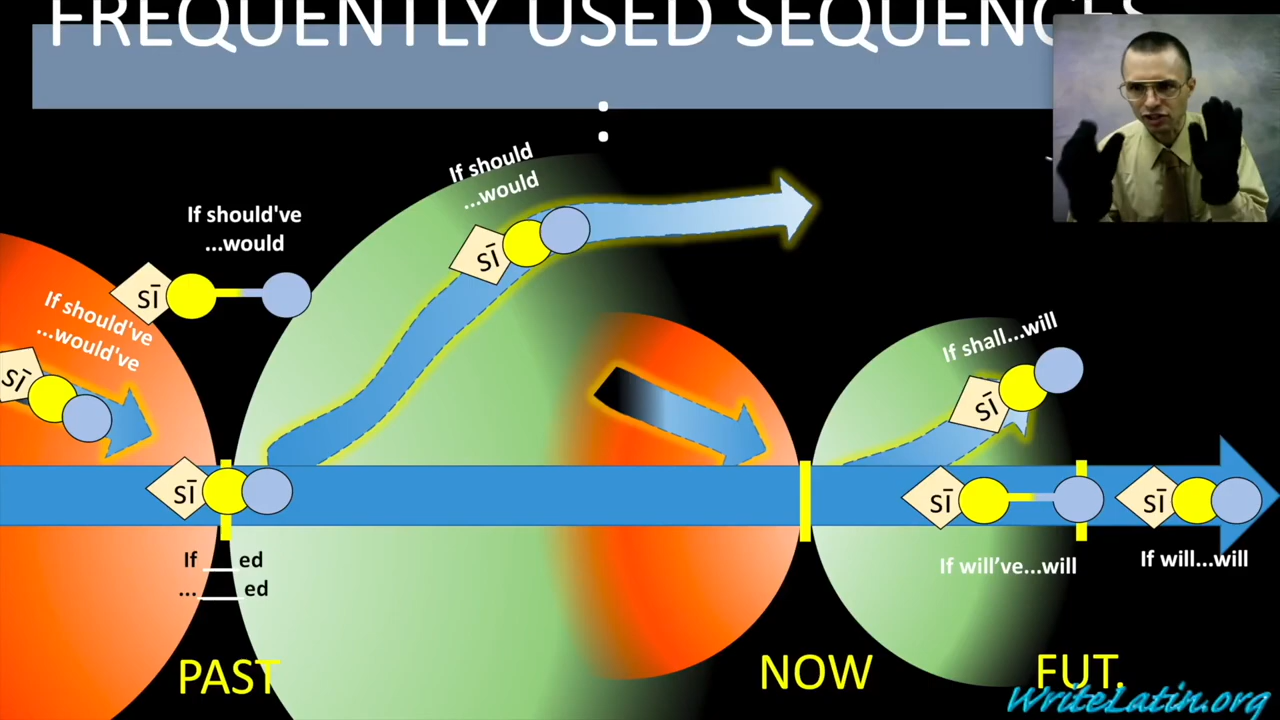 FREQUENTLY USED SEQUENCES
:
If should
...would
sī
If should've
...would
sī
If should've
...would've
sī
If shall...will
sī
sī
sī
sī
If ___ed
...____ed
If will’ve...will
If will...will
PAST
NOW
FUT.
WriteLatin.org